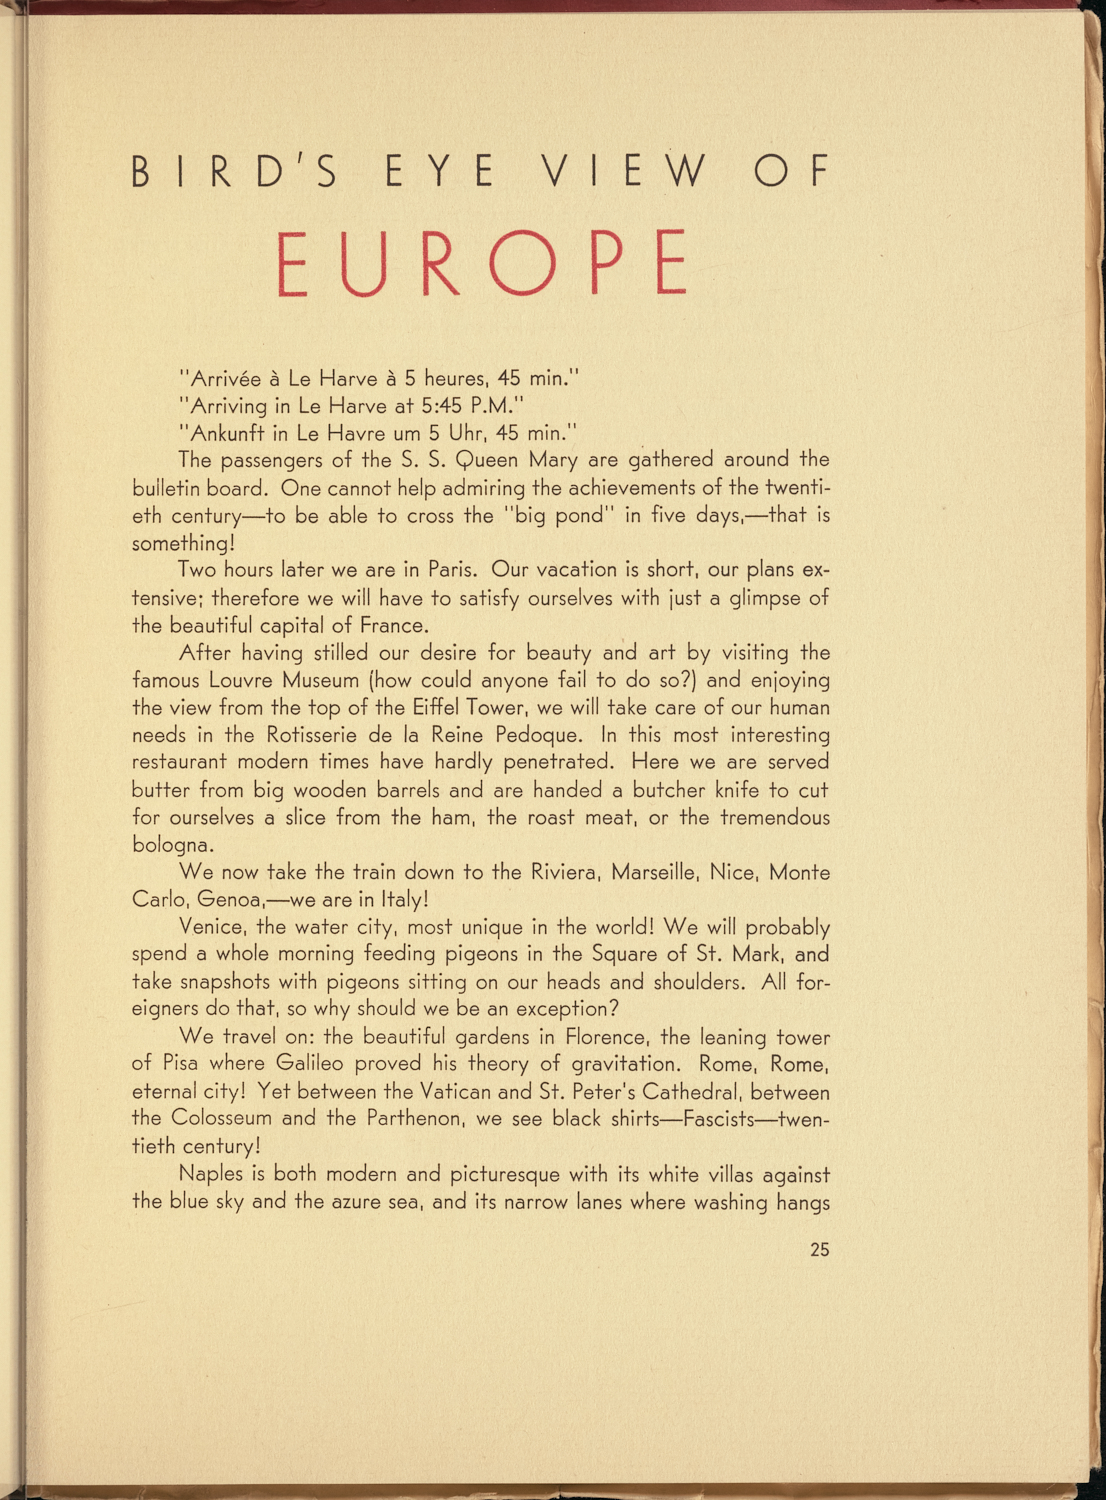 BIRD'S EYE VIEW OF
EUROPE
"Arrivée à Le Harve à 5 heures, 45 min."
"Arriving in Le Harve at 5:45 P.M."
"Ankunft in Le Havre um 5 Uhr, 45 min."
The passengers of the S. S. Queen Mary are gathered around the
bulletin board. One cannot help admiring the achievements of the twenti-
eth century—to be able to cross the "big pond" in five days,—that is
something!
Two hours later we are in Paris. Our vacation is short, our plans ex-
tensive; therefore we will have to satisfy ourselves with just a glimpse of
the beautiful capital of France.
After having stilled our desire for beauty and art by visiting the
famous Louvre Museum (how could anyone fail to do so?) and enjoying
the view from the top of the Eiffel Tower, we will take care of our human
needs in the Rotisserie de la Reine Pedoque. In this most interesting
restaurant modern times have hardly penetrated. Here we are served
butter from big wooden barrels and are handed a butcher knife to cut
for ourselves a slice from the ham, the roast meat, or the tremendous
bologna.
We now take the train down to the Riviera, Marseille, Nice, Monte
Carlo, Genoa,—we are in Italy!
Venice, the water city, most unique in the world! We will probably
spend a whole morning feeding pigeons in the Square of St. Mark, and
take snapshots with pigeons sitting on our heads and shoulders. All for-
eigners do that, so why should we be an exception?
We travel on: the beautiful gardens in Florence, the leaning tower
of Pisa where Galileo proved his theory of gravitation. Rome, Rome,
eternal city! Yet between the Vatican and St. Peter's Cathedral, between
the Colosseum and the Parthenon, we see black shirts—Fascists—twen-
tieth century!
Naples is both modern and picturesque with its white villas against
the blue sky and the azure sea, and its narrow lanes where washing hangs
25